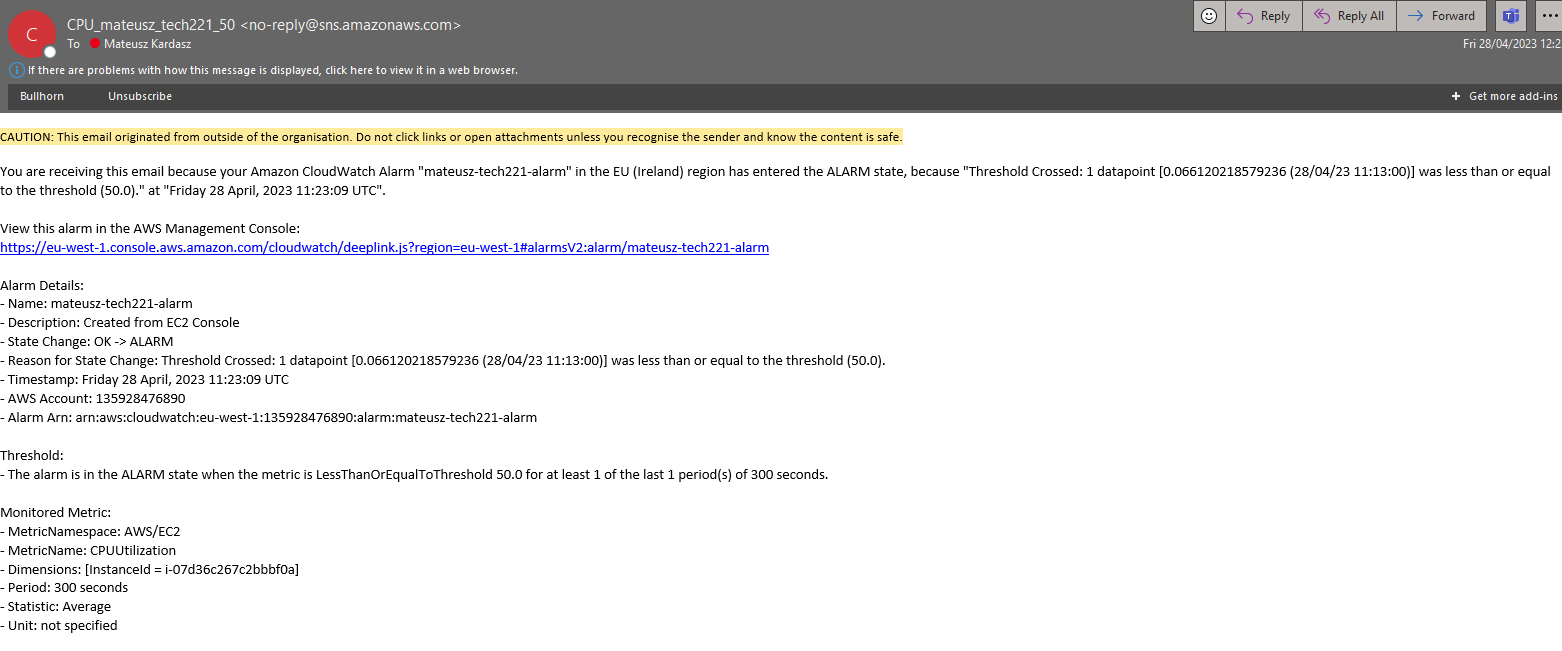 C
CPU_mateusz_tech221_50 <no-reply@sns.amazonaws.com>
To Mateusz Kardasz
Reply Reply All Forward
Fri 28/04/2023 12:2
If there are problems with how this message is displayed, click here to view it in a web browser.
Bullhorn Unsubscribe + Get more add-ins
CAUTION: This email originated from outside of the organisation. Do not click links or open attachments unless you recognise the sender and know the content is safe.
You are receiving this email because your Amazon CloudWatch Alarm "mateusz-tech221-alarm" in the EU (Ireland) region has entered the ALARM state, because "Threshold Crossed: 1 datapoint [0.066120218579236 (28/04/23 11:13:00)] was less than or equal
to the threshold (50.0)." at "Friday 28 April, 2023 11:23:09 UTC".
View this alarm in the AWS Management Console:
https://eu-west-1.console.aws.amazon.com/cloudwatch/deeplink.js?region=eu-west-1#alarmsV2:alarm/mateusz-tech221-alarm
Alarm Details:
- Name: mateusz-tech221-alarm
- Description: Created from EC2 Console
- State Change: OK -> ALARM
- Reason for State Change: Threshold Crossed: 1 datapoint [0.066120218579236 (28/04/23 11:13:00)] was less than or equal to the threshold (50.0).
- Timestamp: Friday 28 April, 2023 11:23:09 UTC
- AWS Account: 135928476890
- Alarm Arn: arn:aws:cloudwatch:eu-west-1:135928476890:alarm:mateusz-tech221-alarm
Threshold:
- The alarm is in the ALARM state when the metric is LessThanOrEqualToThreshold 50.0 for at least 1 of the last 1 period(s) of 300 seconds.
Monitored Metric:
- MetricNamespace: AWS/EC2
- MetricName: CPUUtilization
- Dimensions: [InstanceId = i-07d36c267c2bbbf0a]
- Period: 300 seconds
- Statistic: Average
- Unit: not specified